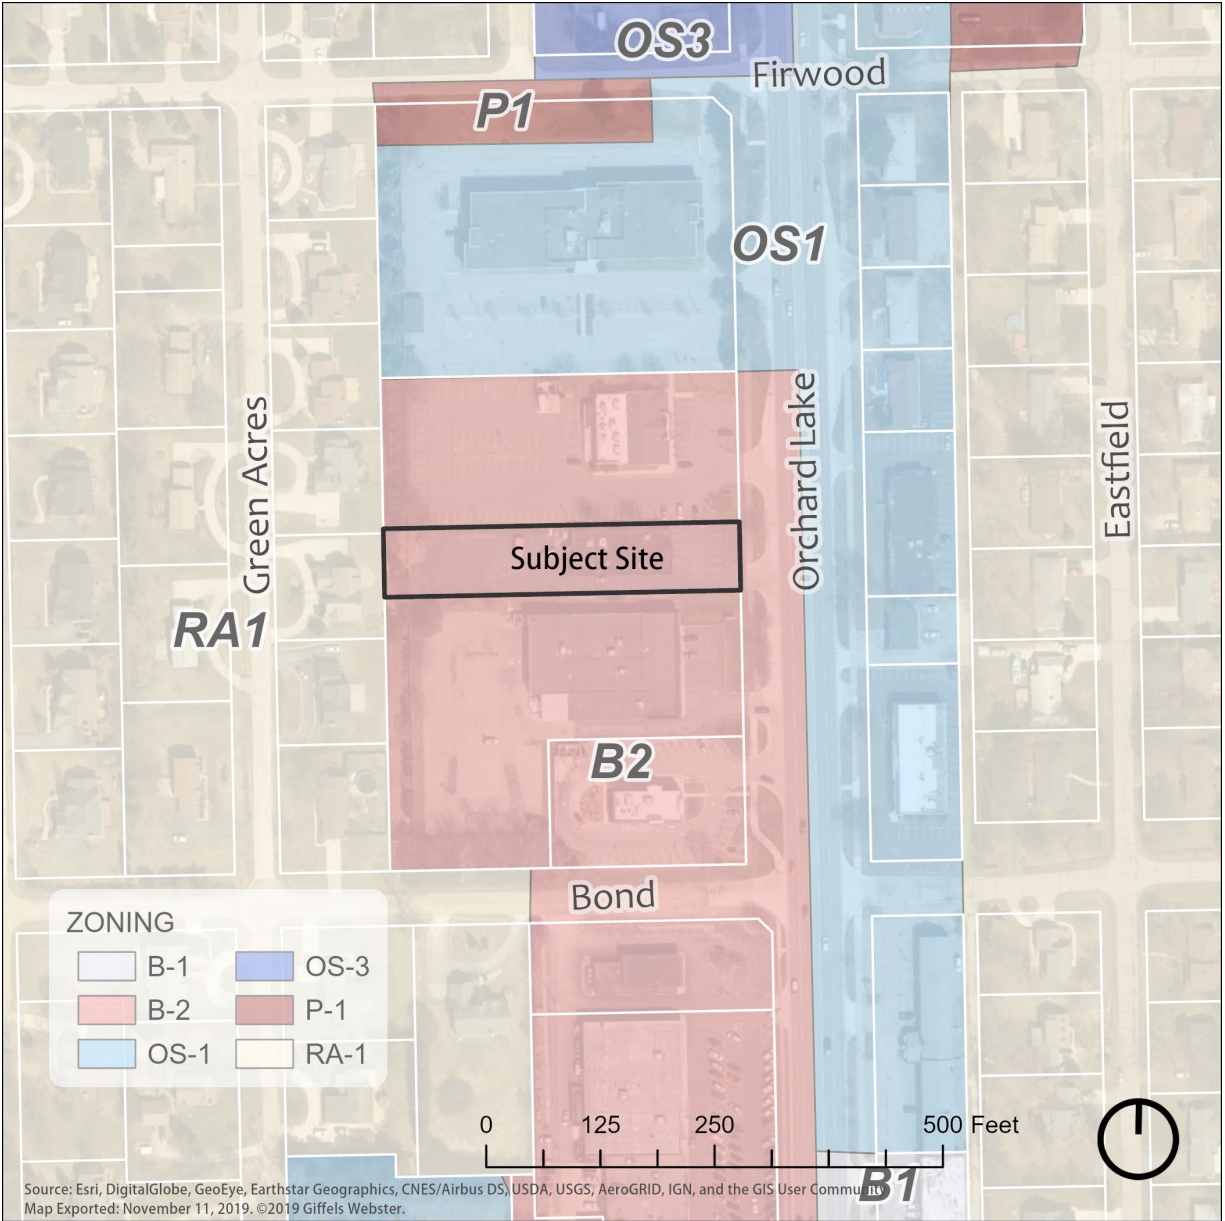 OS3
Firwood
P1
OS1
Orchard Lake
Green Acres
Eastfield
Subject Site
RA1
B2
Bond
ZONING
B-1
OS-3
B-2
P-1
OS-1
RA-1
0 125 250 500 Feet
B1
Source: Esri, DigitalGlobe, GeoEye, Earthstar Geographics, CNES/Airbus DS, USDA, USGS, AeroGRID, IGN, and the GIS User Community
Map Exported: November 11, 2019. ©2019 Giffels Webster.